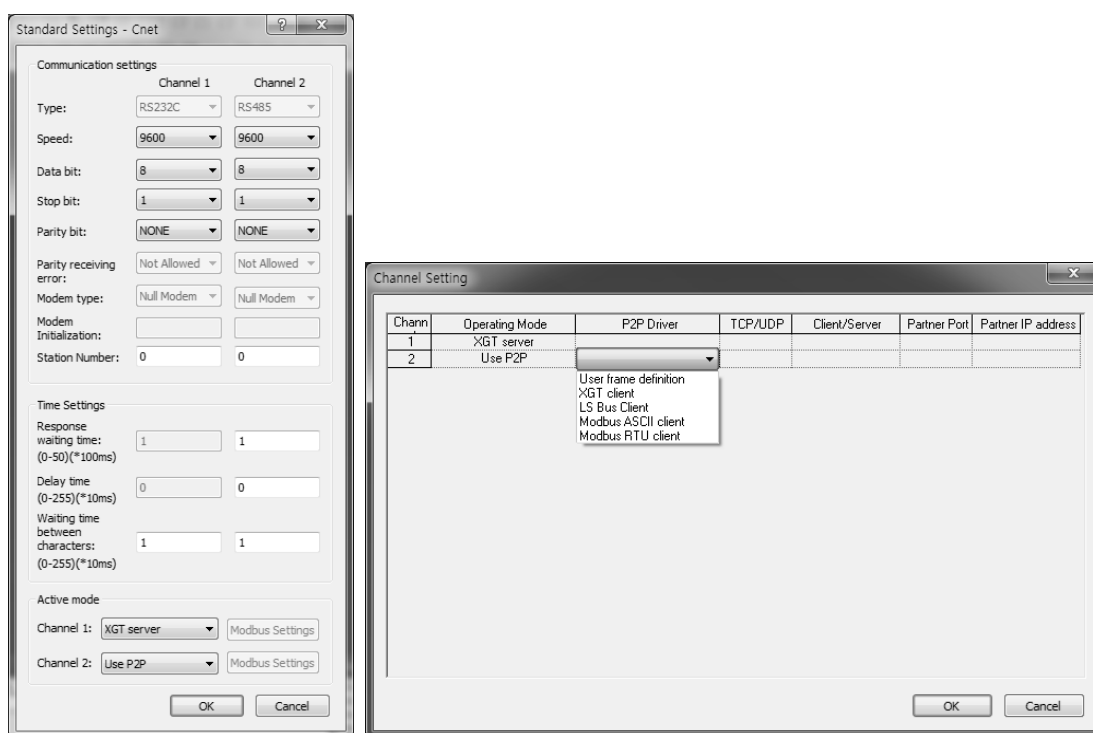 Standard Settings - Cnet
Communication settings
Channel 1 Channel 2
Type: RS232C RS485
Speed: 9600 9600
Data bit: 8 8
Stop bit: 1 1
Parity bit: NONE NONE
Parity receiving error: Not Allowed Not Allowed
Modem type: Null Modem Null Modem
Modem Initialization:
Station Number: 0 0
Time Settings
Response
waiting time: 1 1
(0-50)(*100ms)
Delay time 0 0
(0-255)(*10ms)
Waiting time
between
characters: 1 1
(0-255)(*10ms)
Active mode
Channel 1: XGT server Modbus Settings
Channel 2: Use P2P Modbus Settings
OK Cancel
Channel Setting
Chann Operating Mode P2P Driver TCP/UDP Client/Server Partner Port Partner IP address
1 XGT server
2 Use P2P
User frame definition
XGT client
LS Bus Client
Modbus ASCII client
Modbus RTU client
OK Cancel